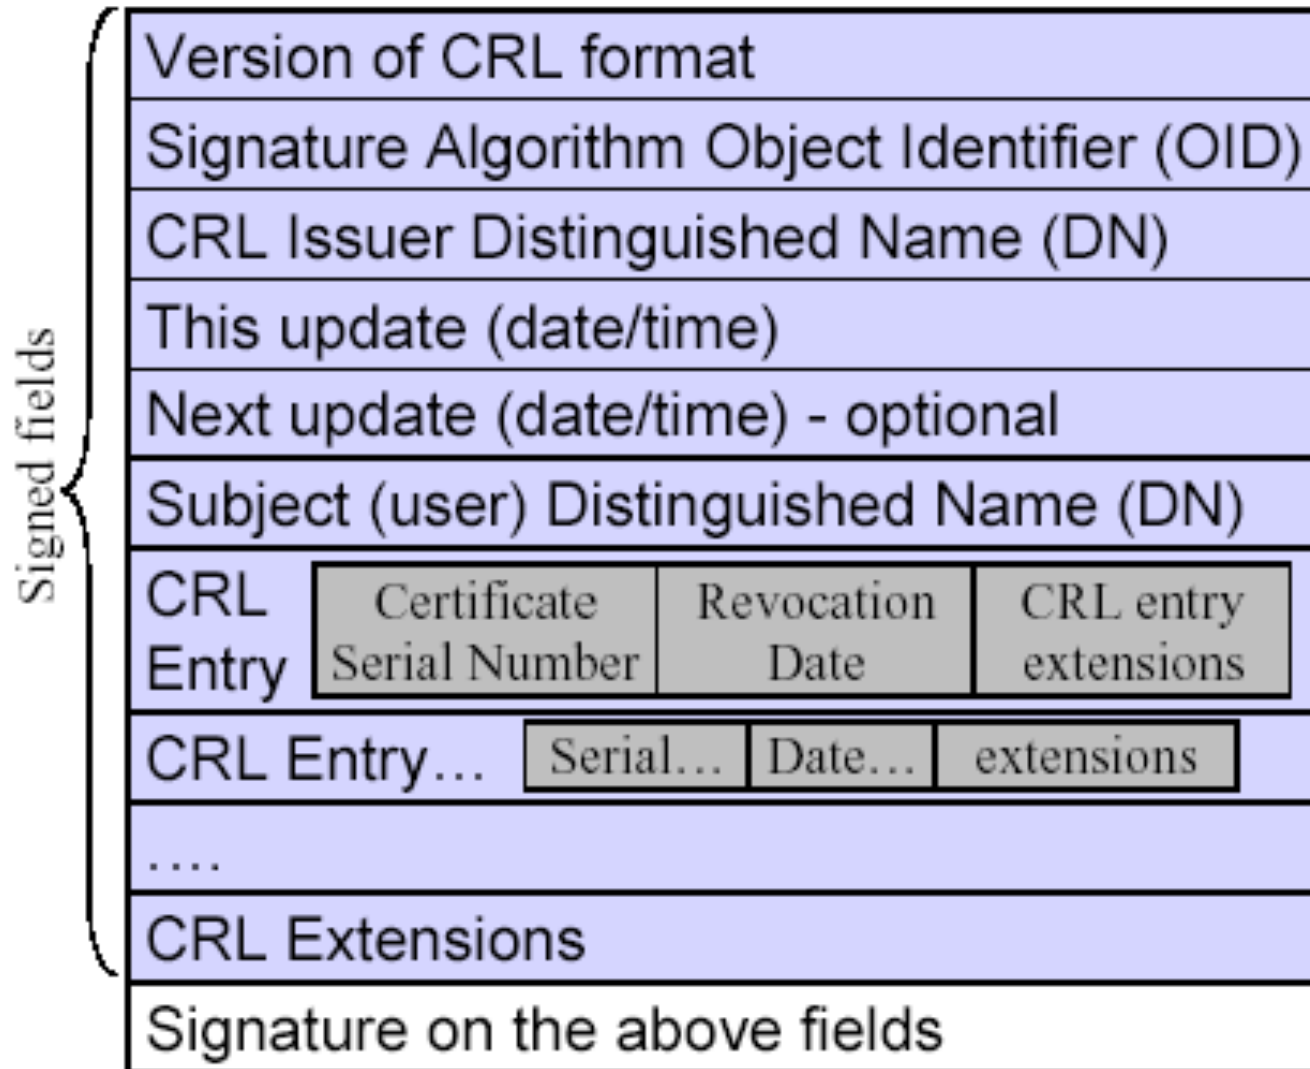 Signed fields
Version of CRL format
Signature Algorithm Object Identifier (OID)
CRL Issuer Distinguished Name (DN)
This update (date/time)
Next update (date/time) - optional
Subject (user) Distinguished Name (DN)
CRL
Entry
Certificate
Serial Number
Revocation
Date
CRL entry
extensions
CRL Entry…
Serial…
Date…
extensions
….
CRL Extensions
Signature on the above fields